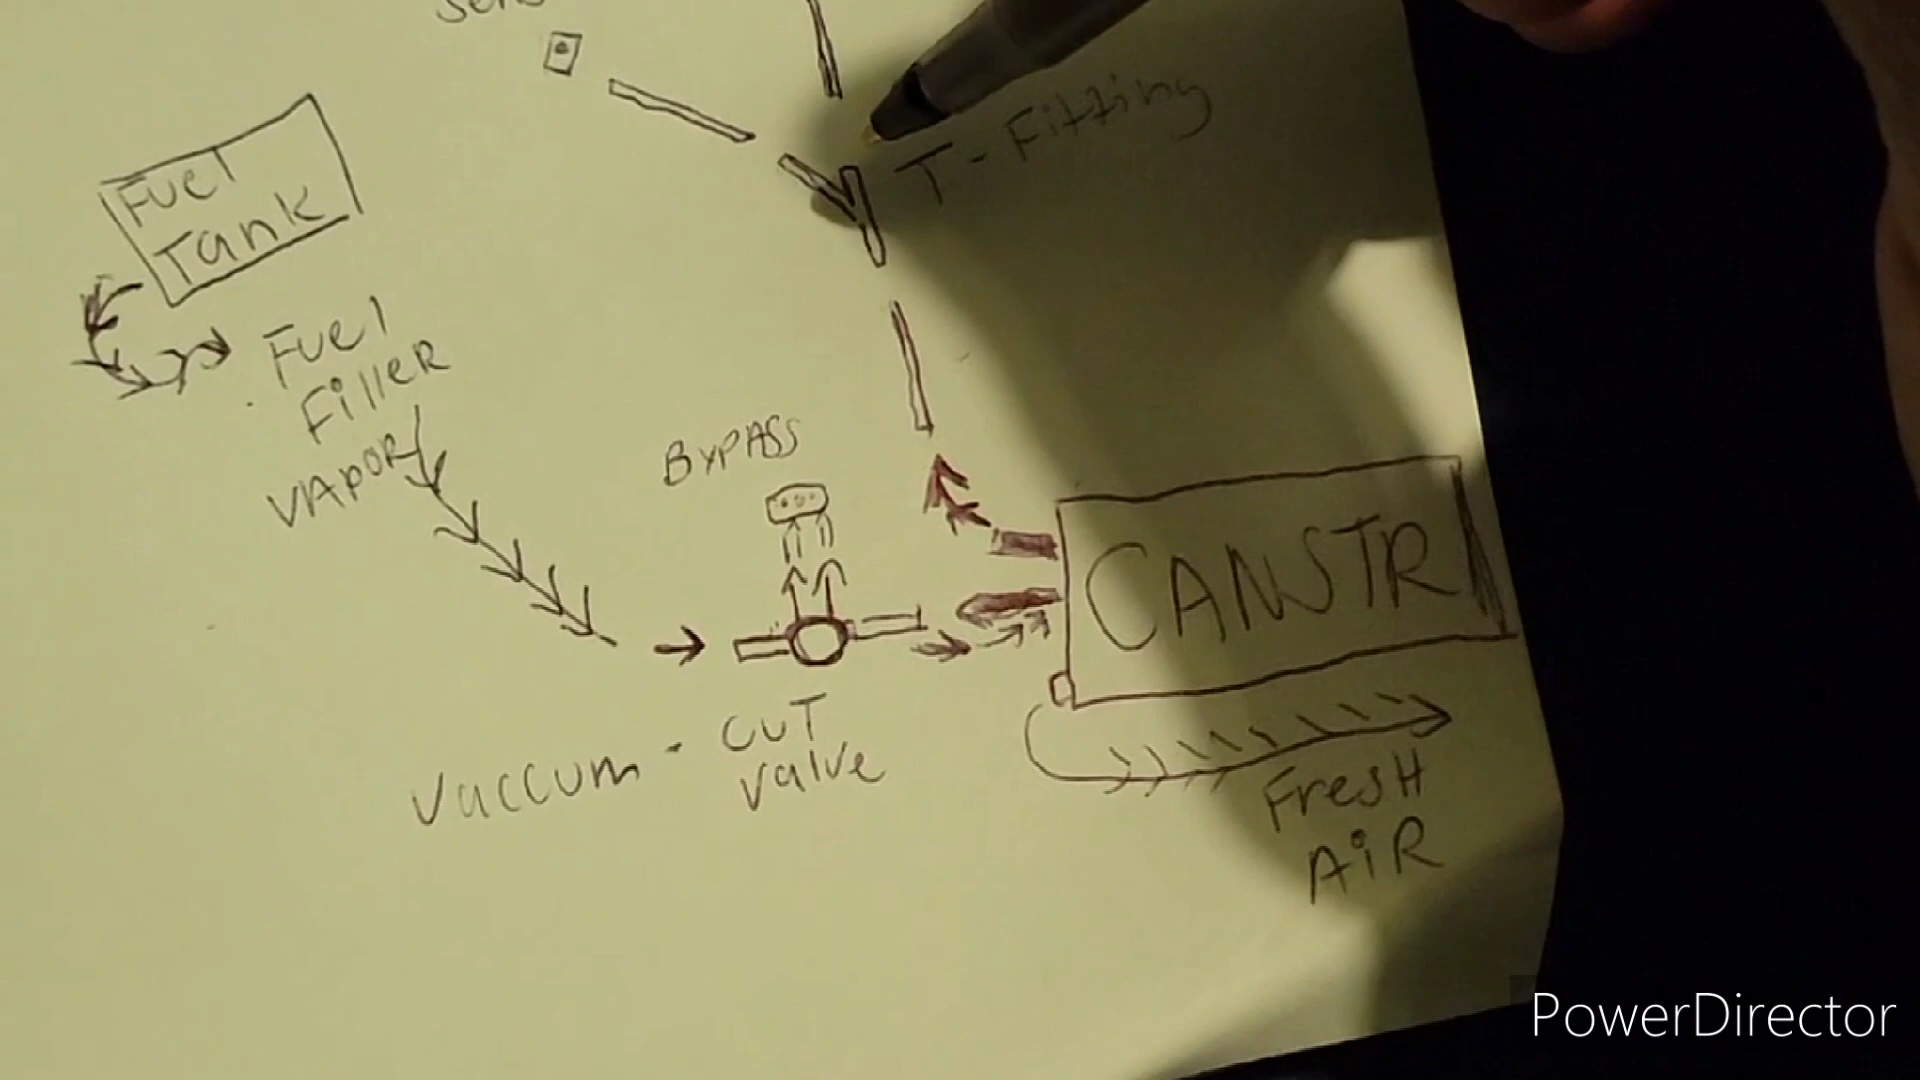 Fuel
Tank
T-Fitting
Fuel
Filler
VAPOR
BYPASS
CANSTR
Vaccum - CUT
Valve
FresH
AiR
PowerDirector